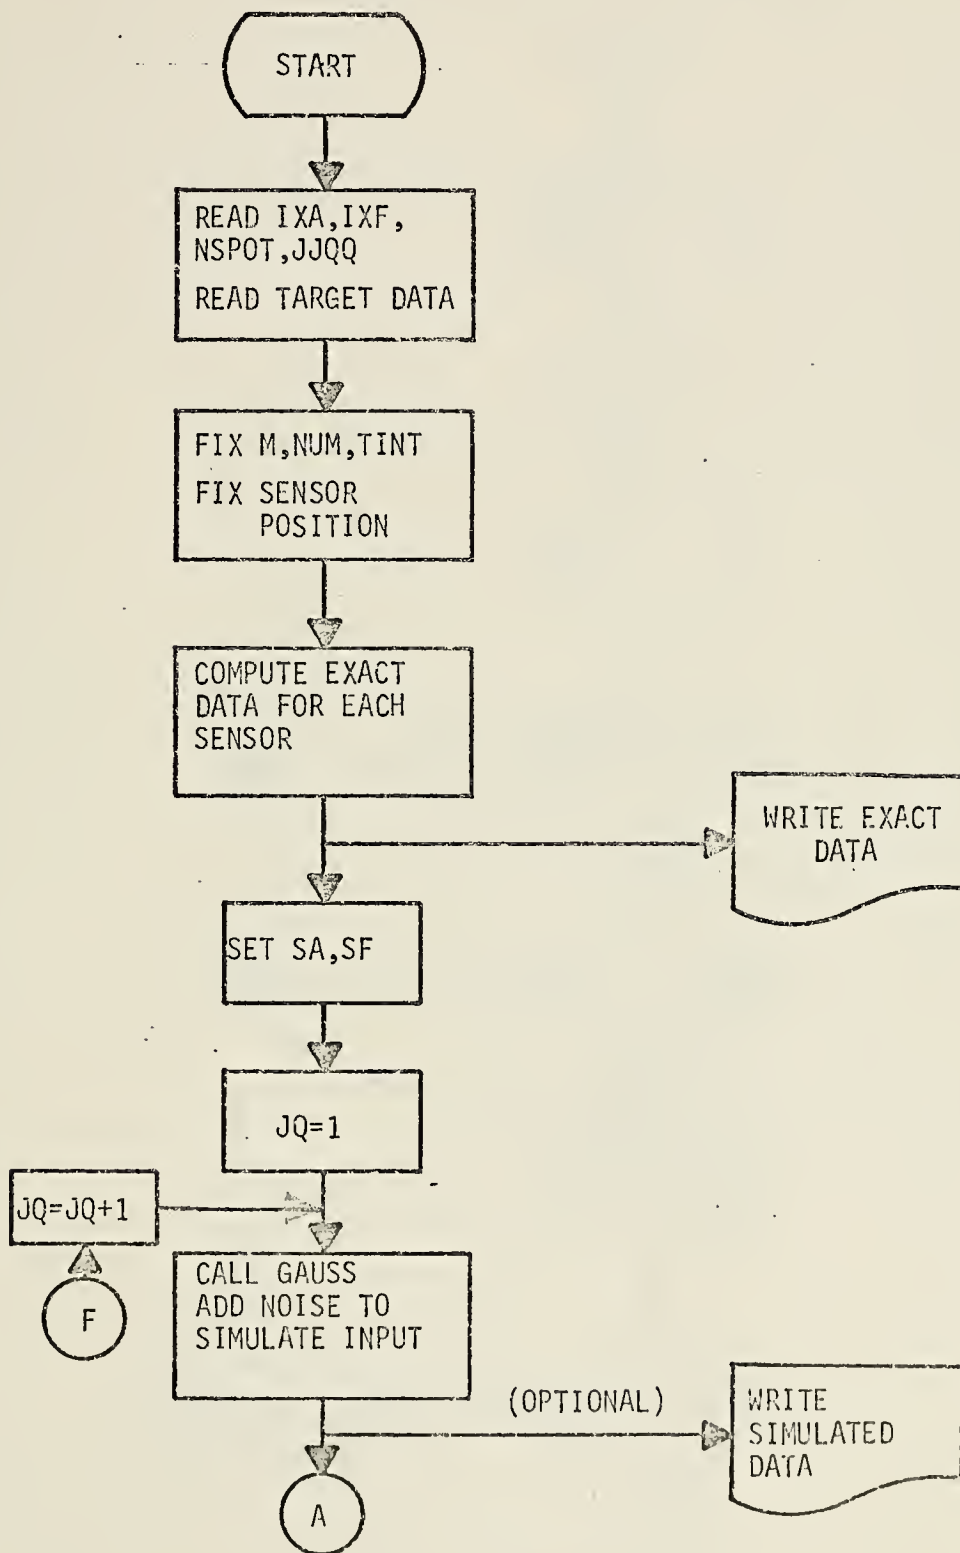 START
READ IXA,IXF,
NSPOT,JJQQ
READ TARGET DATA
FIX M,NUM,TINT
FIX SENSOR
POSITION
COMPUTE EXACT
DATA FOR EACH
SENSOR
WRITE EXACT
DATA
SET SA,SF
JQ=1
JQ=JQ+1
F
CALL GAUSS
ADD NOISE TO
SIMULATE INPUT
(OPTIONAL)
WRITE
SIMULATED
DATA
A